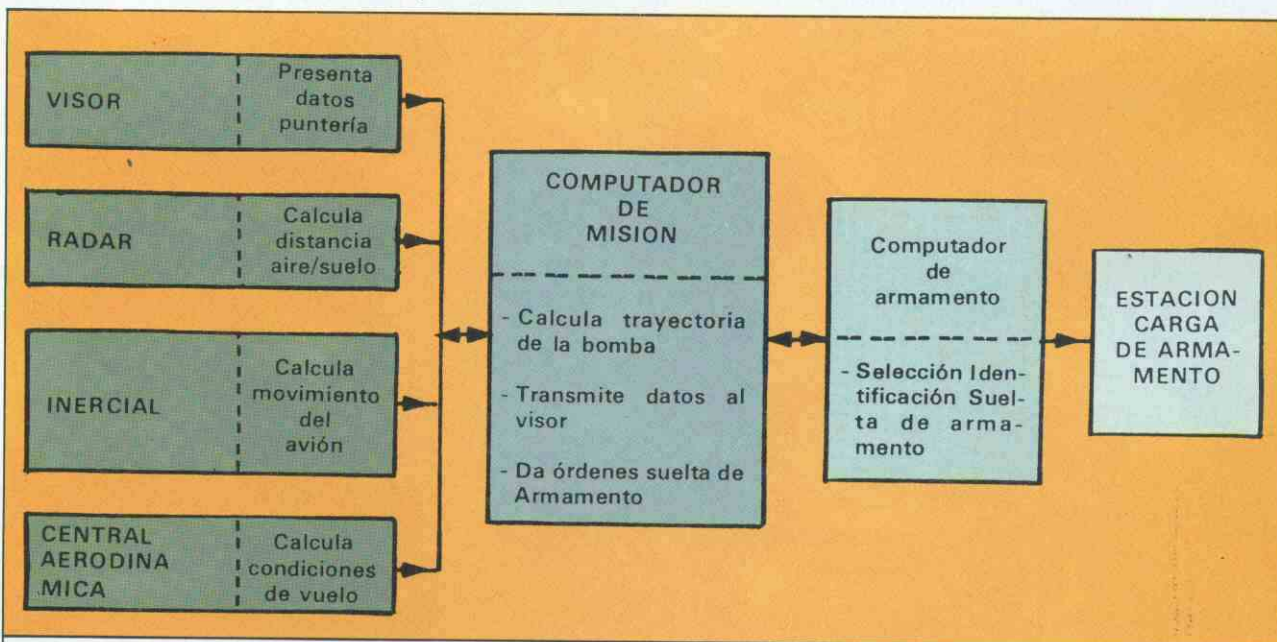 VISOR
Presenta
datos
puntería
RADAR
Calcula
distancia
aire/suelo
INERCIAL
Calcula
movimiento
del
avión
CENTRAL
AERODINA
MICA
Calcula
condiciones
de vuelo
COMPUTADOR
DE
MISION
- Calcula trayectoria
de la bomba
- Transmite datos al
visor
- Da órdenes suelta de
Armamento
Computador
de
armamento
- Selección Iden-
tificación Suel-
ta de arma-
mento
ESTACION
CARGA
DE ARMA-
MENTO